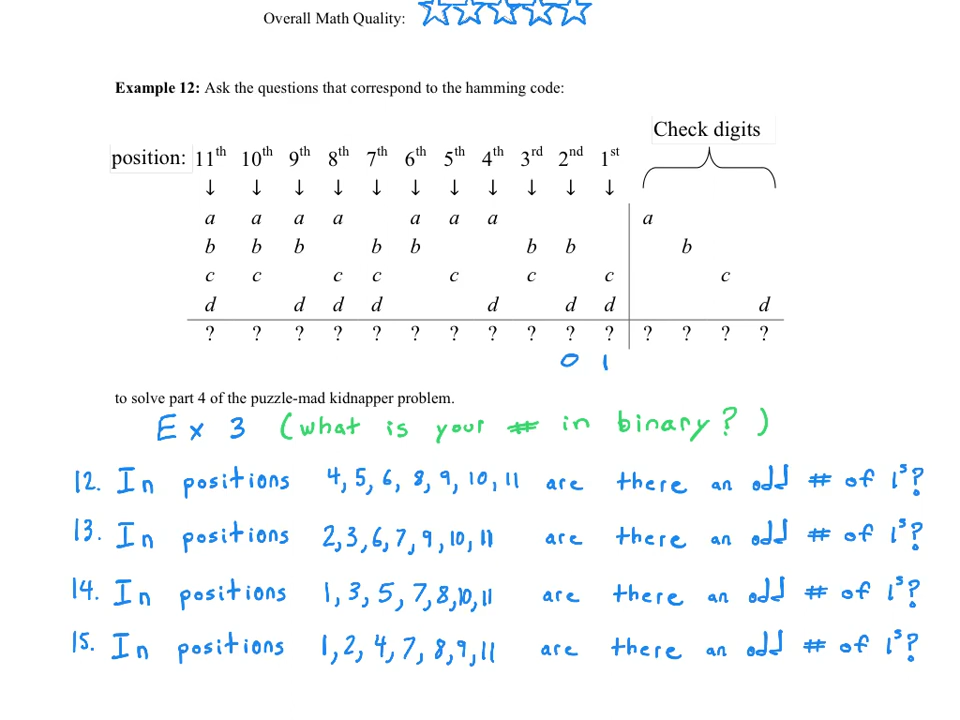 Overall Math Quality:
Example 12: Ask the questions that correspond to the hamming code:
Check digits
position: 11th 10th 9th 8th 7th 6th 5th 4th 3rd 2nd 1st
↓ ↓ ↓ ↓ ↓ ↓ ↓ ↓ ↓ ↓ ↓
a a a a a a a a
b b b b b b b b
c c c c c c c c
d d d d d d d d
? ? ? ? ? ? ? ? ? ? ? ? ? ? ?
0 1
to solve part 4 of the puzzle-mad kidnapper problem.
Ex 3 (what is your # in binary?)
12. In positions 4, 5, 6, 8, 9, 10, 11 are there an odd # of 1s?
13. In positions 2, 3, 6, 7, 9, 10, 11 are there an odd # of 1s?
14. In positions 1, 3, 5, 7, 8, 10, 11 are there an odd # of 1s?
15. In positions 1, 2, 4, 7, 8, 9, 11 are there an odd # of 1s?